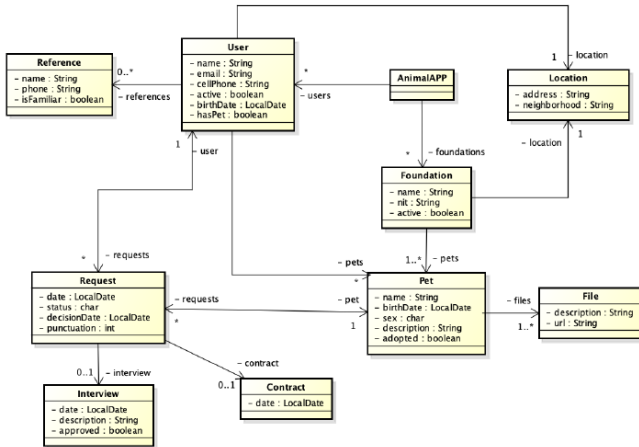 User
- name : String
- email : String
- cellPhone : String
- active : boolean
- birthDate : LocalDate
- hasPet : boolean
Reference
- name : String
- phone : String
- isFamiliar : boolean
0..*
- references
*
- users
AnimalAPP
1
- location
Location
- address : String
- neighborhood : String
- location
1
1
- user
*
- foundations
Foundation
- name : String
- nit : String
- active : boolean
*
- requests
- pets
*
1..*
- pets
Request
- date : LocalDate
- status : char
- decisionDate : LocalDate
- punctuation : int
- requests
*
- pet
1
Pet
- name : String
- birthDate : LocalDate
- sex : char
- description : String
- adopted : boolean
- files
1..*
File
- description : String
- url : String
0..1
- interview
- contract
0..1
Interview
- date : LocalDate
- description : String
- approved : boolean
Contract
- date : LocalDate